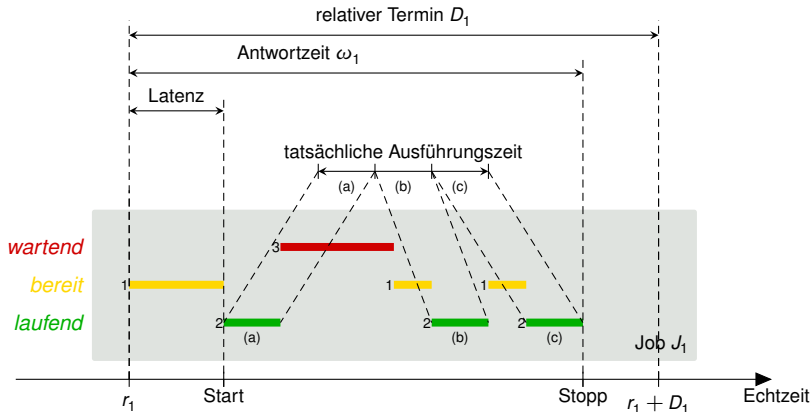 relativer Termin D₁
Antwortzeit ω₁
Latenz
tatsächliche Ausführungszeit
(a) (b) (c)
wartend 3
bereit 1 1 1
laufend 2 2 2
(a) (b) (c)
Job J₁
r₁ Start Stopp r₁ + D₁ Echtzeit